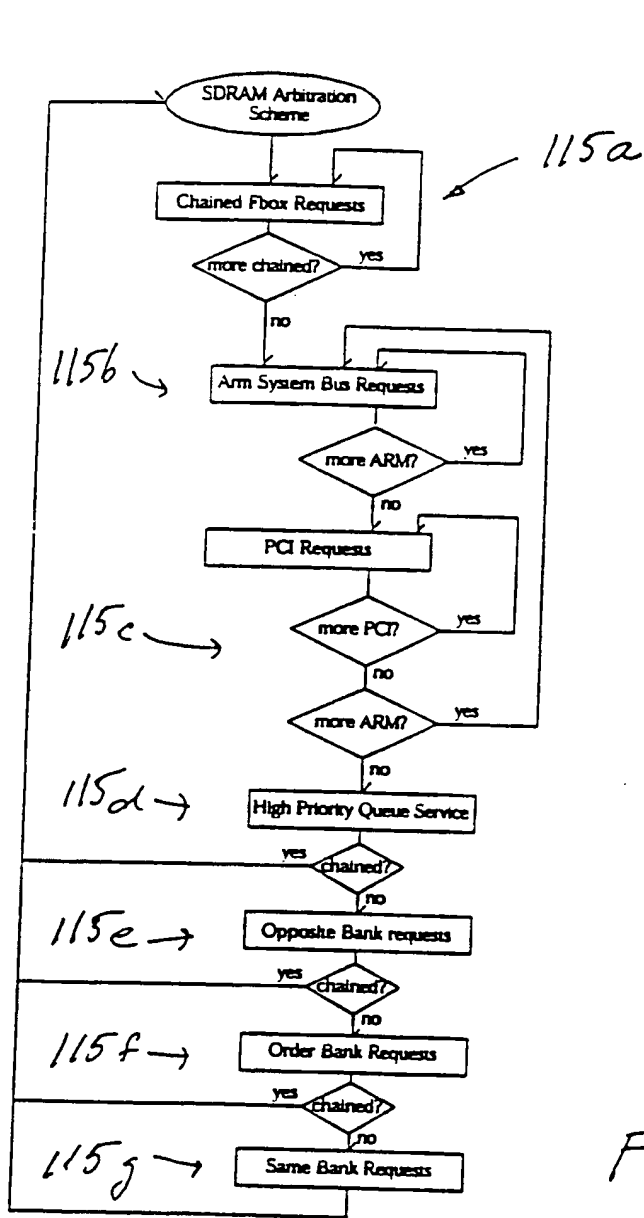 SDRAM Arbitration
Scheme
115a
Chained Fbox Requests
more chained?
yes
no
115b
Arm System Bus Requests
more ARM?
yes
no
PCI Requests
115c
more PCI?
yes
no
more ARM?
yes
no
115d
High Priority Queue Service
yes
chained?
no
115e
Opposite Bank requests
yes
chained?
no
115f
Order Bank Requests
yes
chained?
no
115g
Same Bank Requests
F